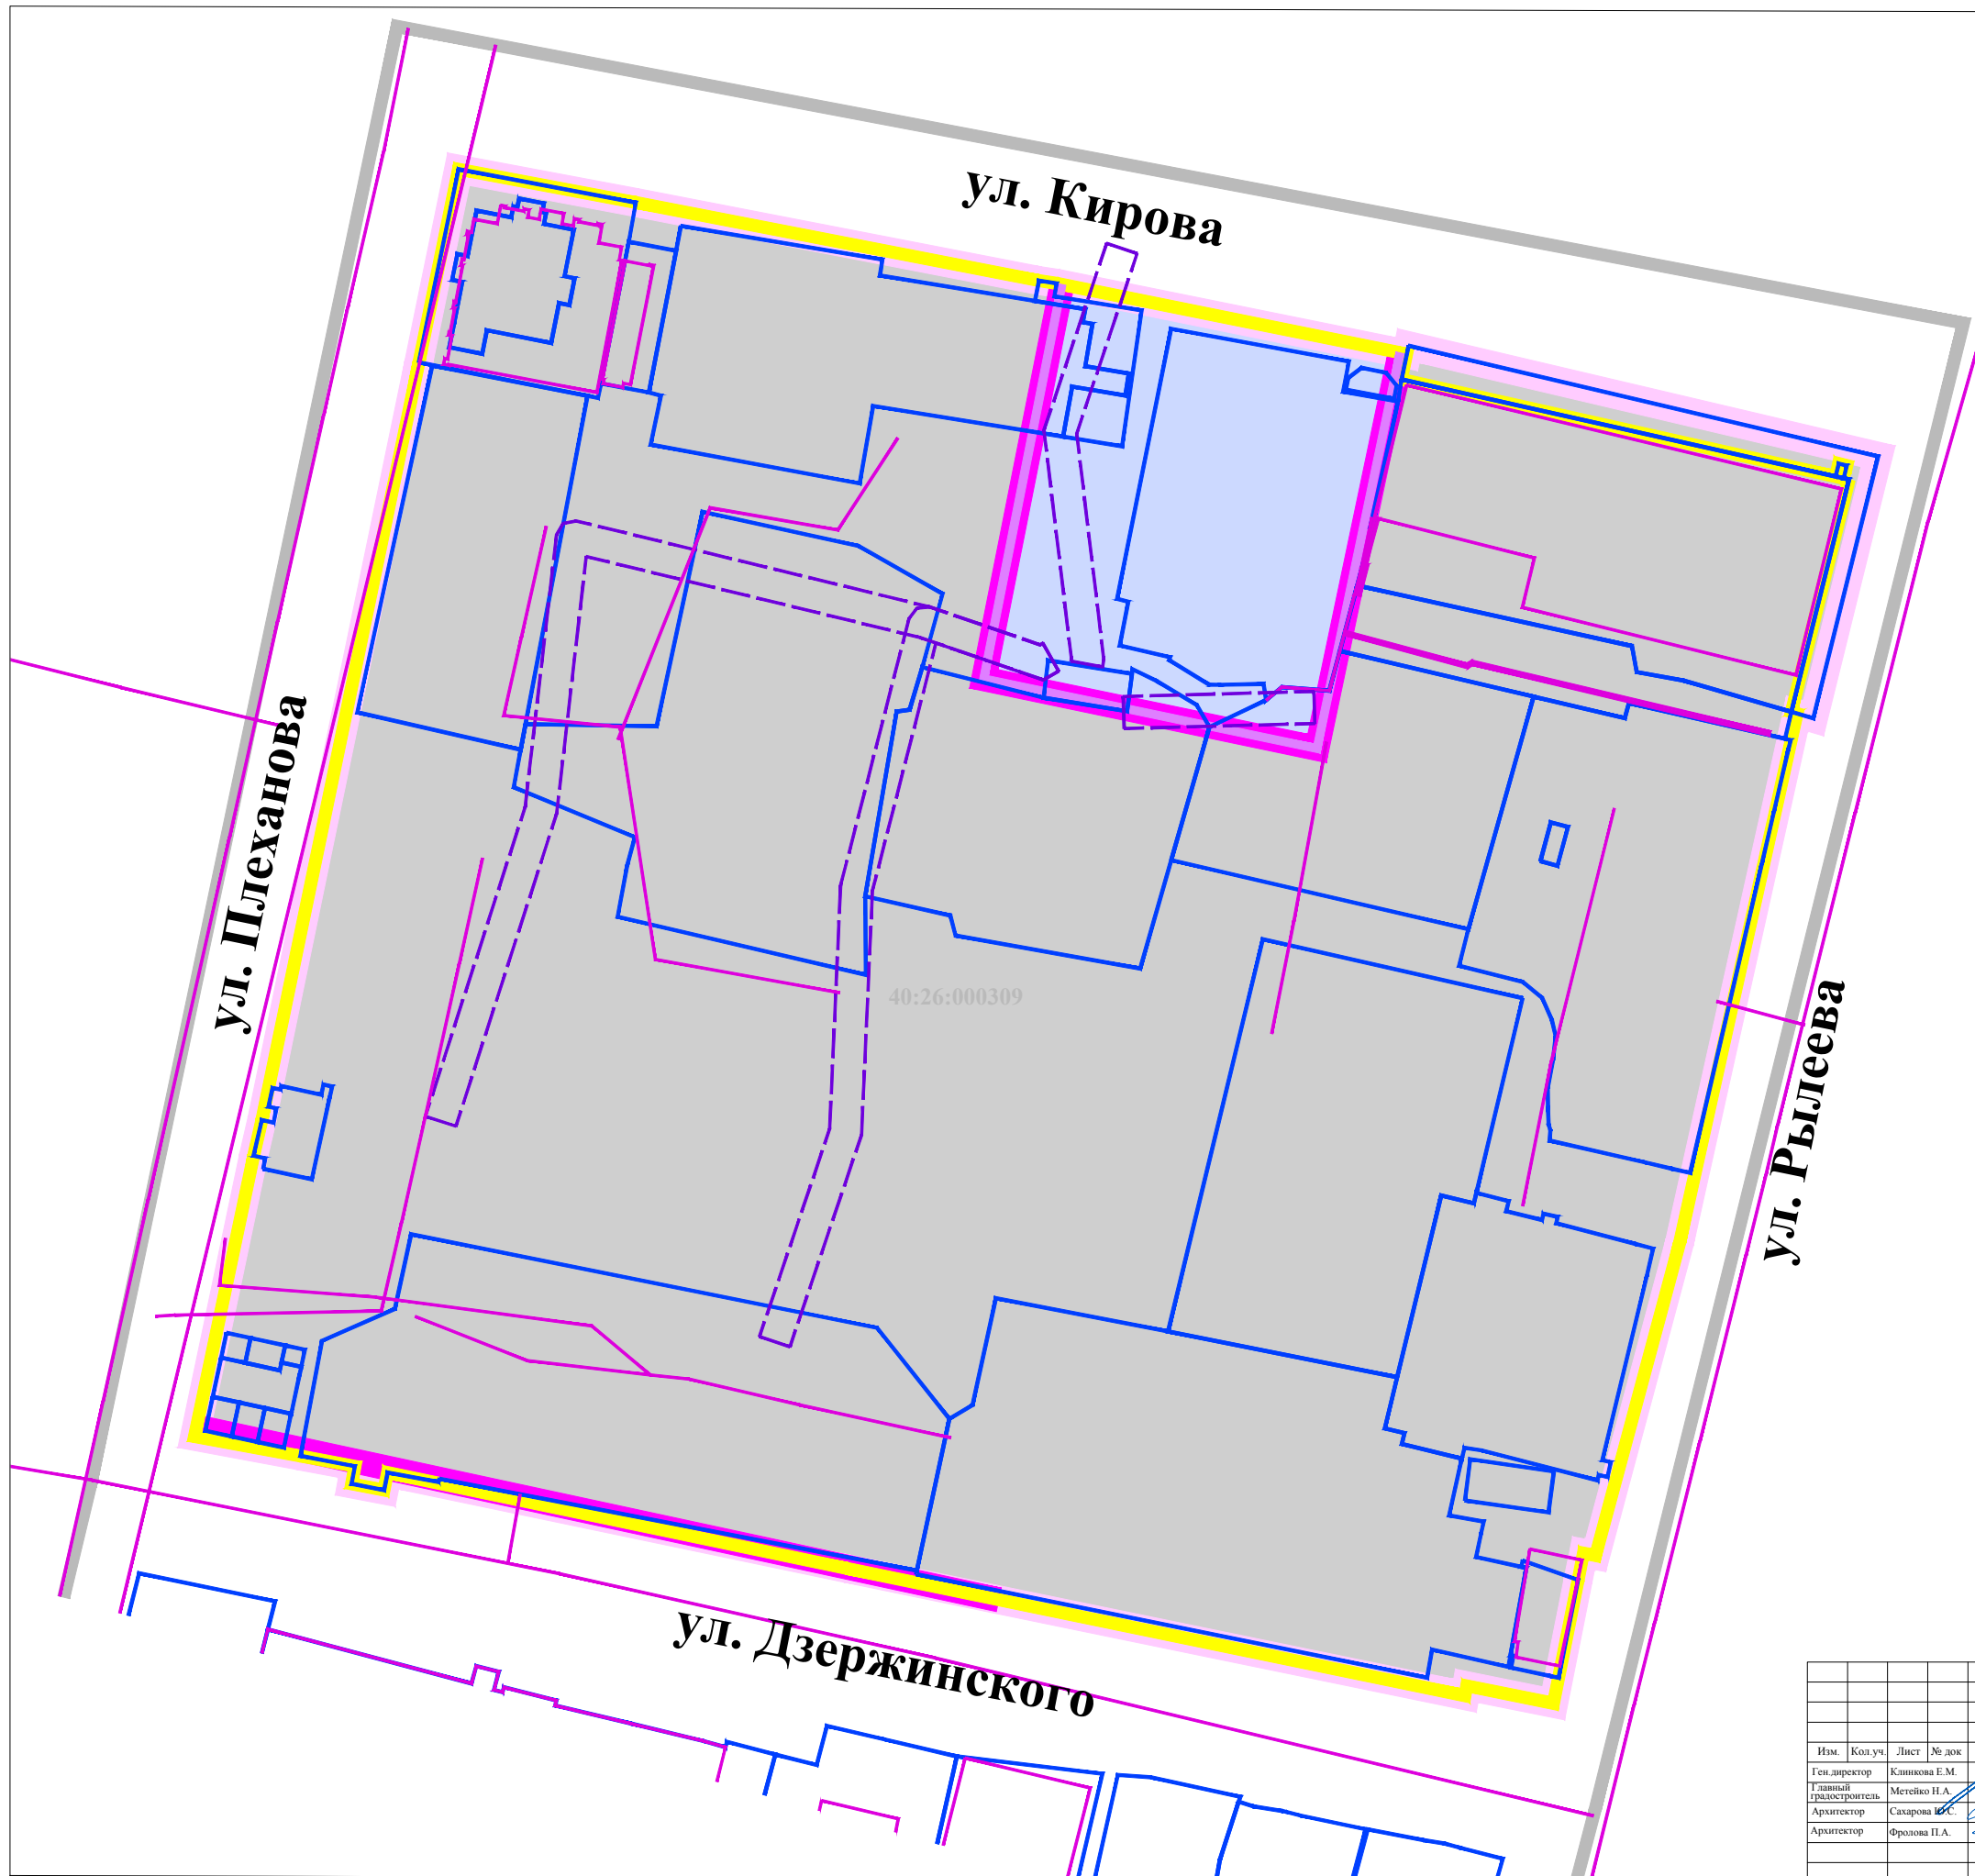 ул. Кирова
ул. Плеханова
40:26:000309
ул. Рылеева
ул. Дзержинского
Изм. Кол.уч. Лист № док
Ген.директор Клинкова Е.М.
Главный градостроитель Метейко Н.А.
Архитектор Сахарова Ю.С.
Архитектор Фролова П.А.